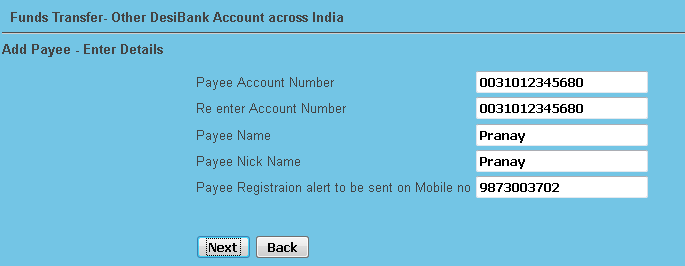 Funds Transfer- Other DesiBank Account across India
Add Payee - Enter Details
Payee Account Number 0031012345680
Re enter Account Number 0031012345680
Payee Name Pranay
Payee Nick Name Pranay
Payee Registraion alert to be sent on Mobile no 9873003702
Next Back